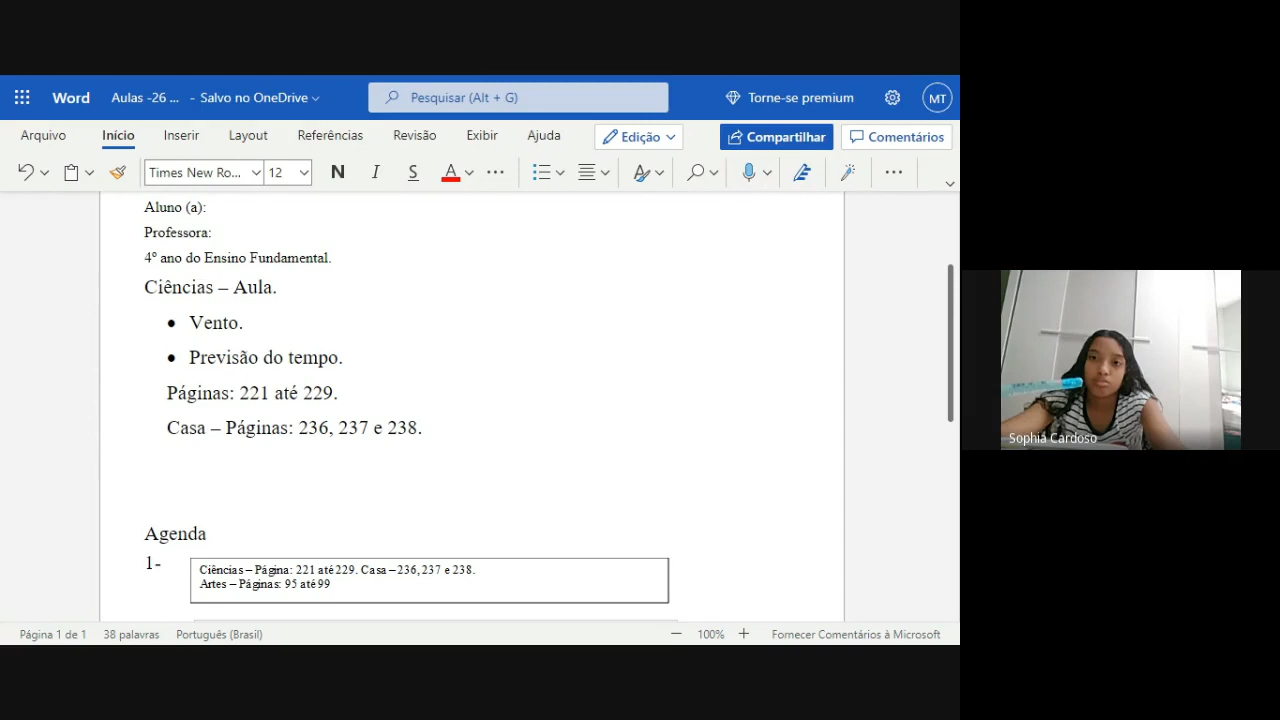 Word Aulas -26 ... - Salvo no OneDrive Pesquisar (Alt + G) Torne-se premium MT
Arquivo Início Inserir Layout Referências Revisão Exibir Ajuda Edição Compartilhar Comentários
Times New Ro... 12 N I S A ... ...
Aluno (a):
Professora:
4º ano do Ensino Fundamental.
Ciências – Aula.
• Vento.
• Previsão do tempo.
Páginas: 221 até 229.
Casa – Páginas: 236, 237 e 238.
Agenda
1-
Ciências – Página: 221 até 229. Casa – 236, 237 e 238.
Artes – Páginas: 95 até 99
Página 1 de 1 38 palavras Português (Brasil) 100% Fornecer Comentários à Microsoft
Sophia Cardoso